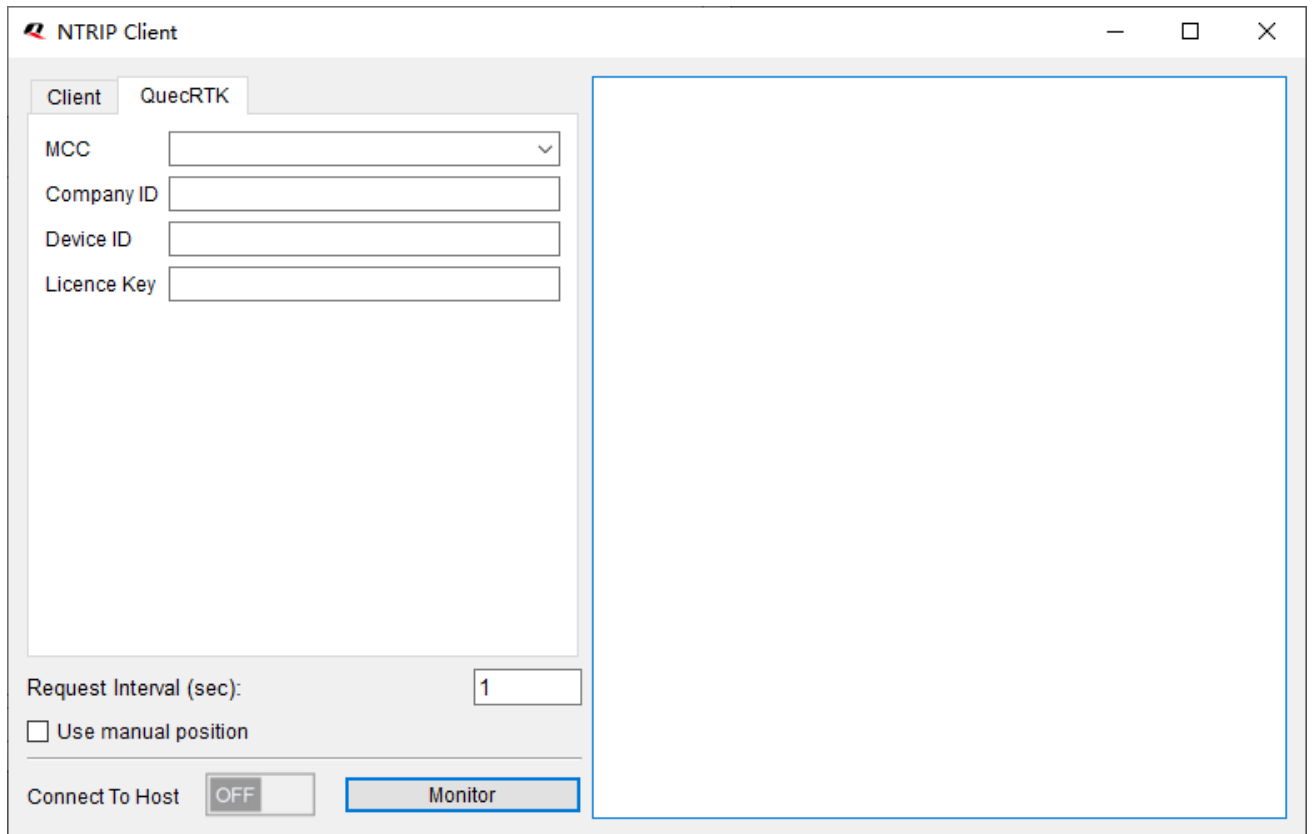 NTRIP Client
Client QuecRTK
MCC
Company ID
Device ID
Licence Key
Request Interval (sec): 1
Use manual position
Connect To Host OFF Monitor